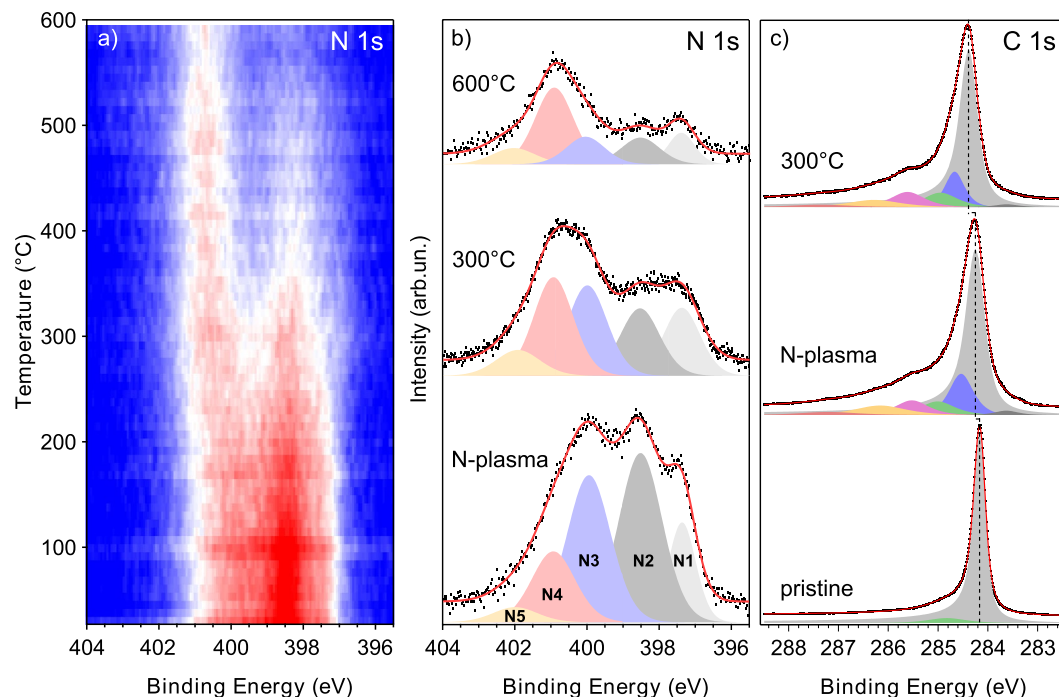 a) N 1s
600
500
400
300
200
100
Temperature (°C)
404 402 400 398 396
Binding Energy (eV)
b) N 1s
600°C
300°C
N-plasma
N5 N4 N3 N2 N1
Intensity (arb.un.)
404 402 400 398 396
Binding Energy (eV)
c) C 1s
300°C
N-plasma
pristine
288 287 286 285 284 283
Binding Energy (eV)